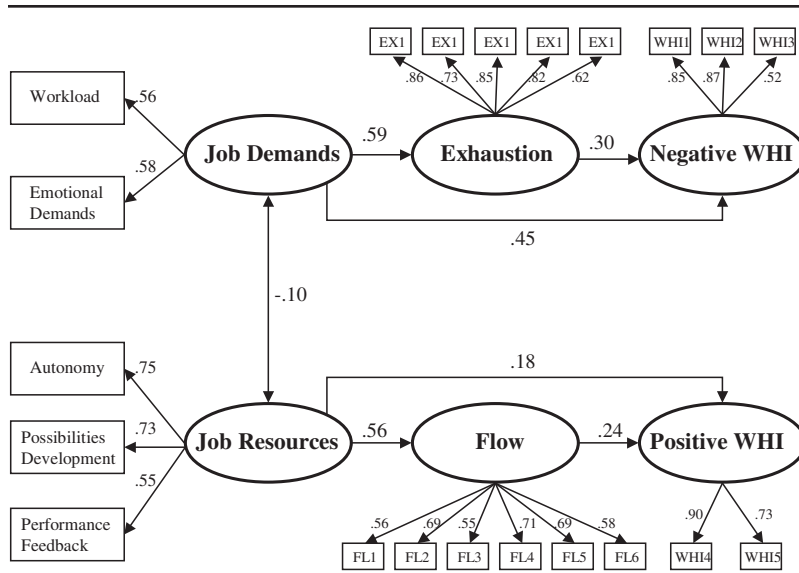 EX1 EX1 EX1 EX1 EX1 WHI1 WHI2 WHI3
.86 .73 .85 .82 .62 .85 .87 .52
Workload
.56
Job Demands
.59
Exhaustion
.30
Negative WHI
.58
Emotional
Demands
.45
-.10
.18
Autonomy
.75
Possibilities
Development
.73
Job Resources
.56
Flow
.24
Positive WHI
.55
Performance
Feedback
.56 .69 .55 .71 .69 .58 .90 .73
FL1 FL2 FL3 FL4 FL5 FL6 WHI4 WHI5